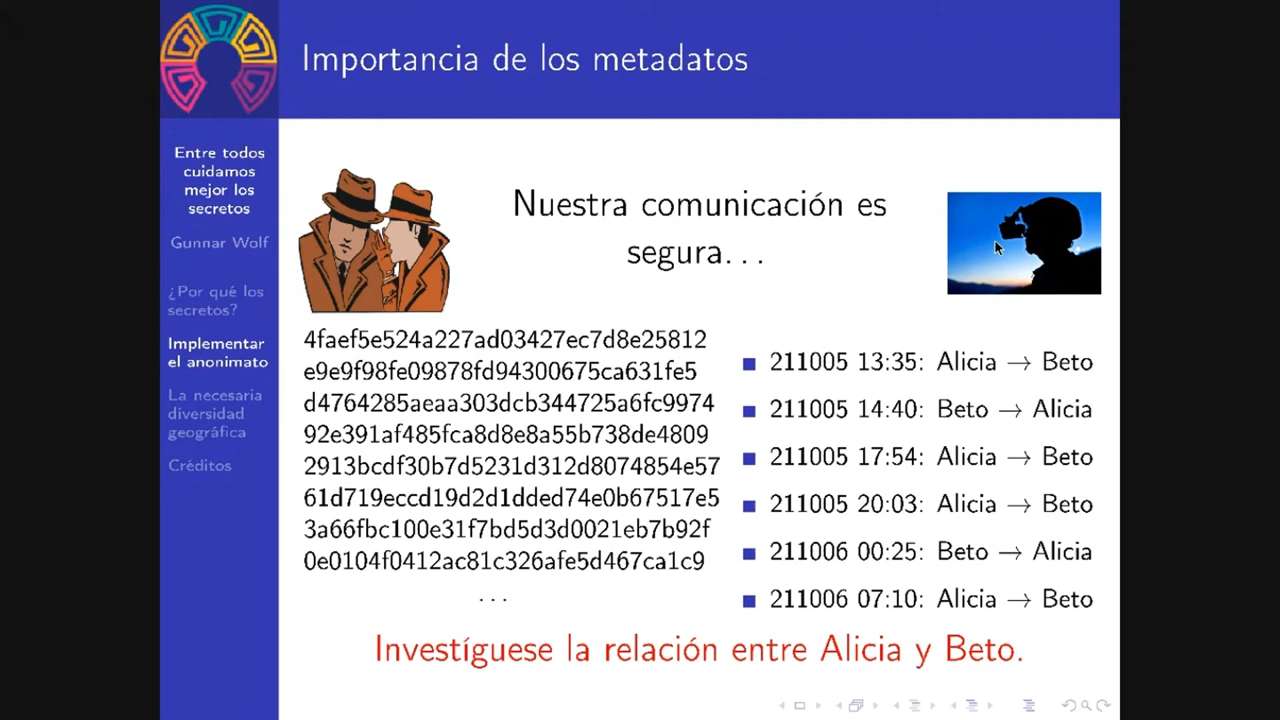 Importancia de los metadatos
Entre todos
cuidamos
mejor los
secretos
Gunnar Wolf
¿Por qué los
secretos?
Implementar
el anonimato
La necesaria
diversidad
geográfica
Créditos
Nuestra comunicación es
segura...
4faef5e524a227ad03427ec7d8e25812
e9e9f98fe09878fd94300675ca631fe5
d4764285aeaa303dcb344725a6fc9974
92e391af485fca8d8e8a55b738de4809
2913bcdf30b7d5231d312d8074854e57
61d719eccd19d2d1dded74e0b67517e5
3a66fbc100e31f7bd5d3d0021eb7b92f
0e0104f0412ac81c326afe5d467ca1c9
...
211005 13:35: Alicia → Beto
211005 14:40: Beto → Alicia
211005 17:54: Alicia → Beto
211005 20:03: Alicia → Beto
211006 00:25: Beto → Alicia
211006 07:10: Alicia → Beto
Investíguese la relación entre Alicia y Beto.